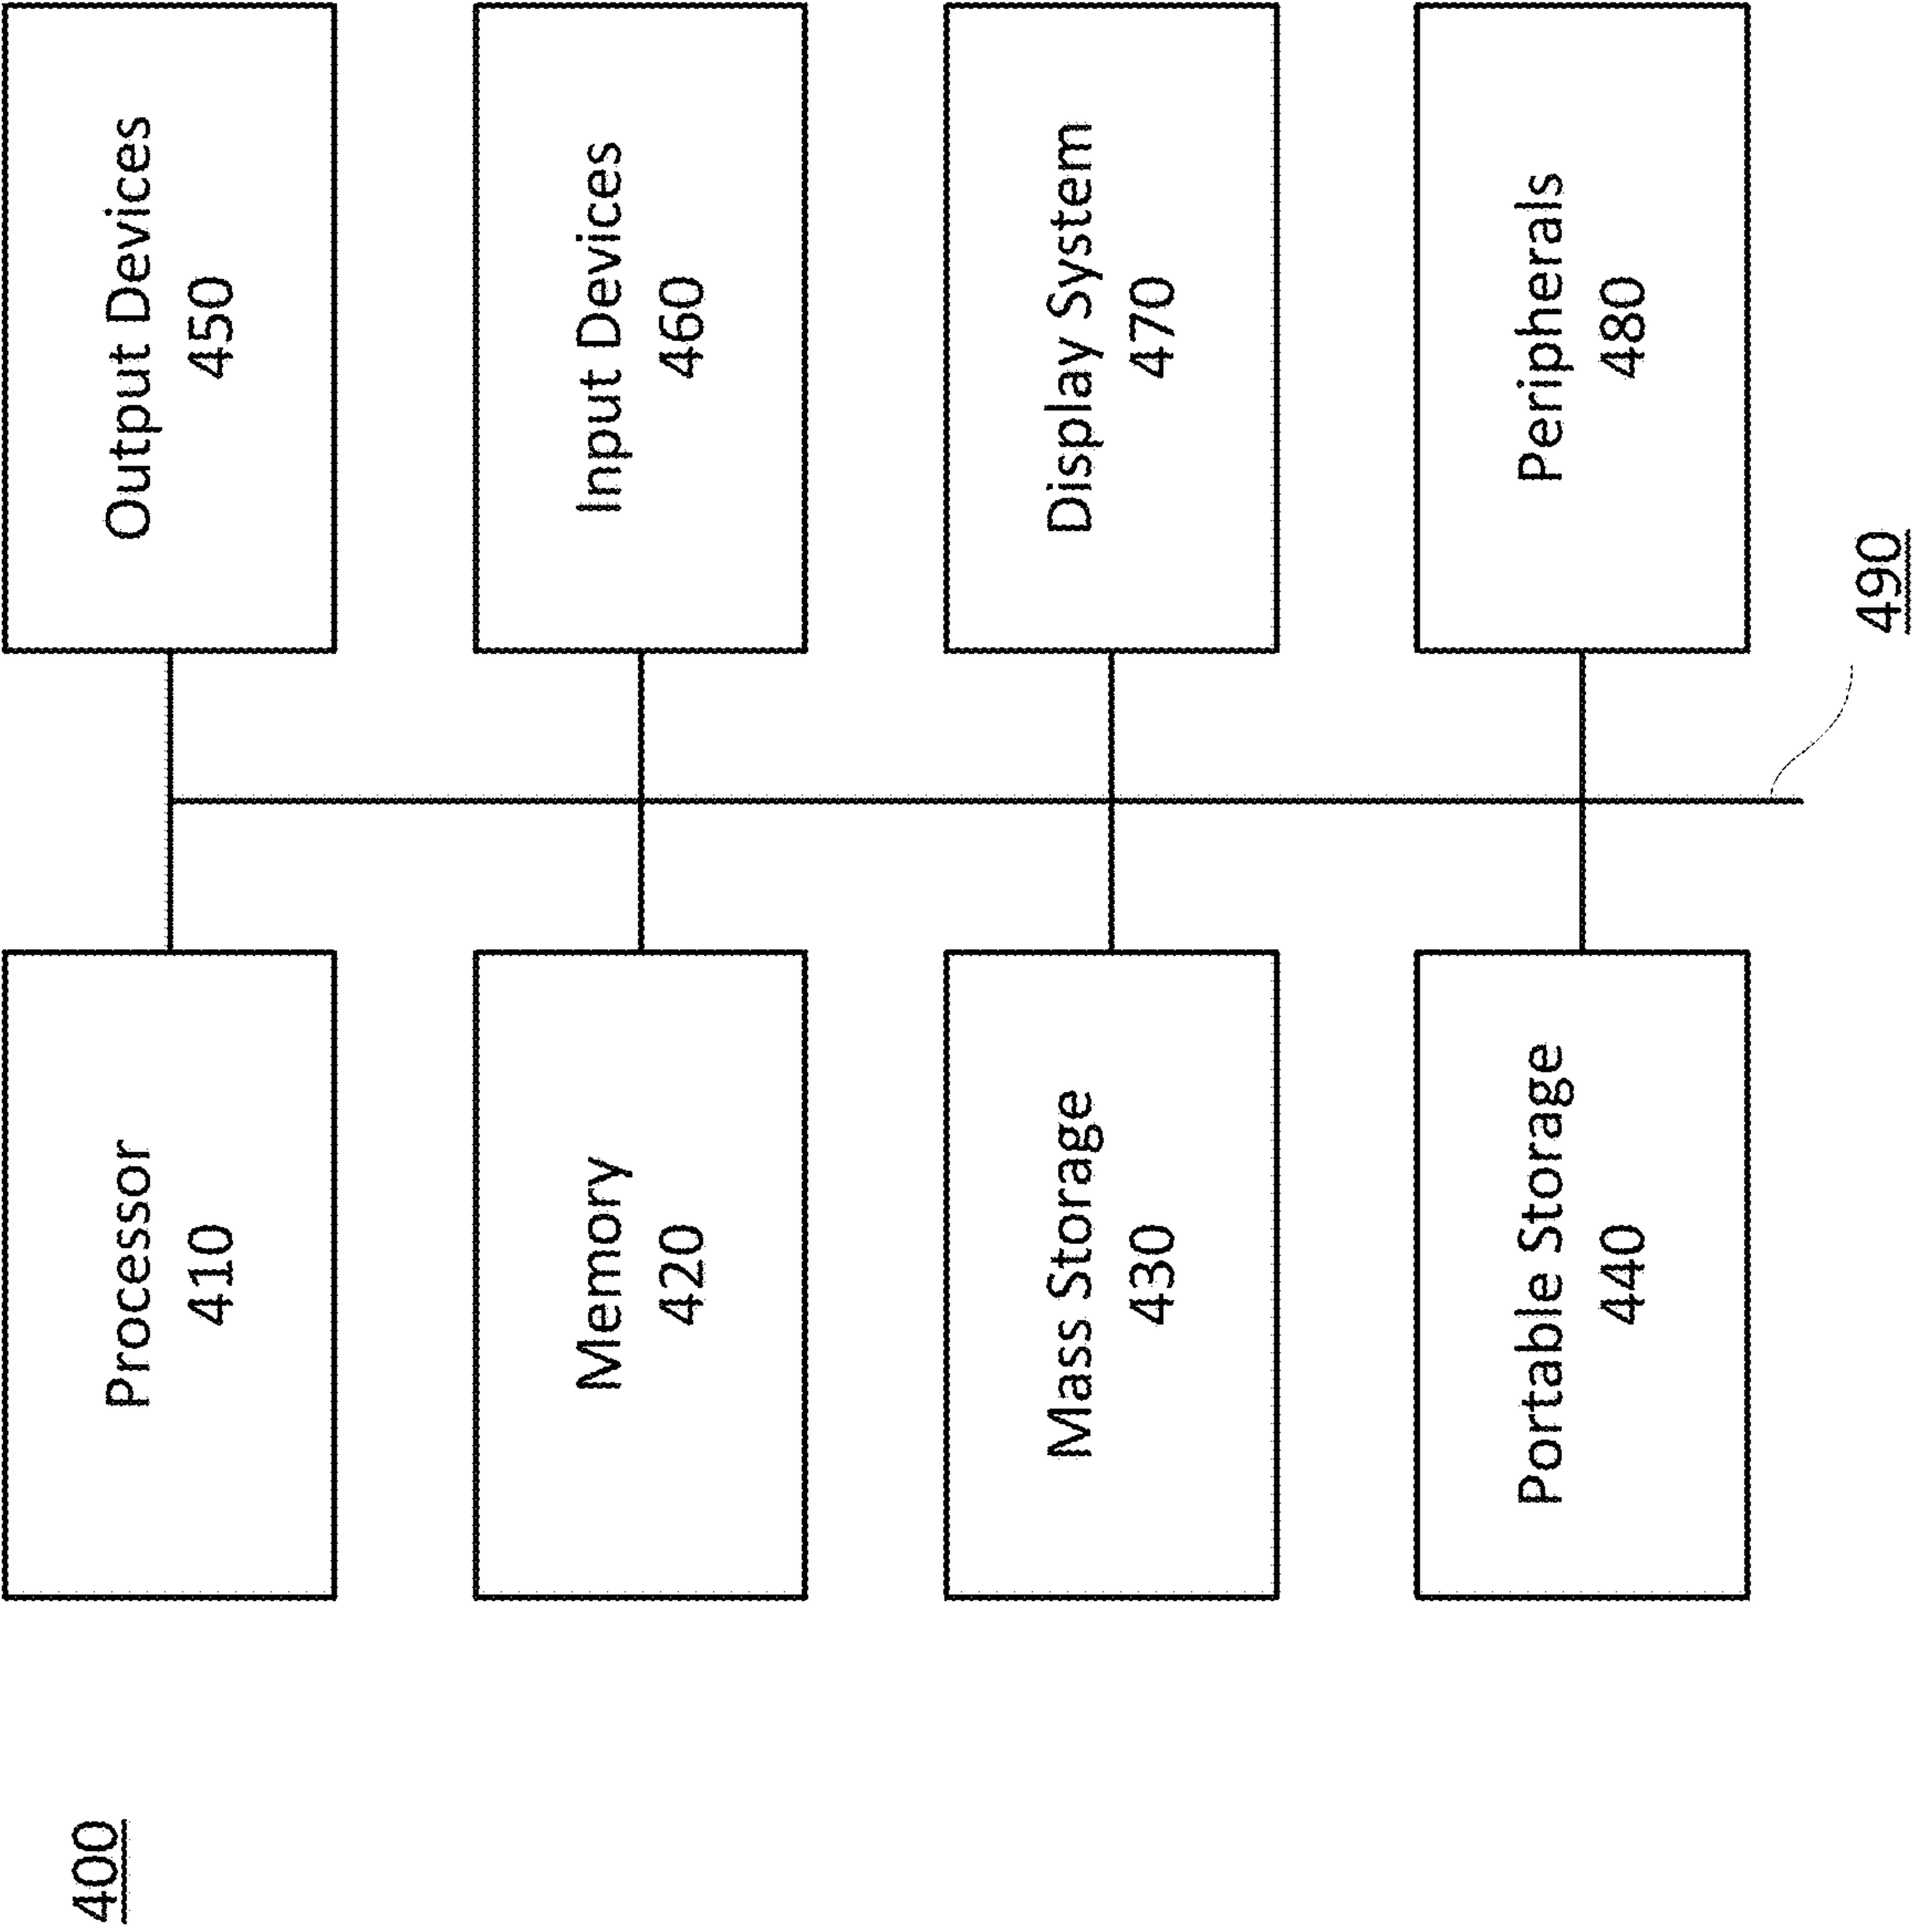 400
Processor
410
Output Devices
450
Memory
420
Input Devices
460
Mass Storage
430
Display System
470
Portable Storage
440
Peripherals
480
490